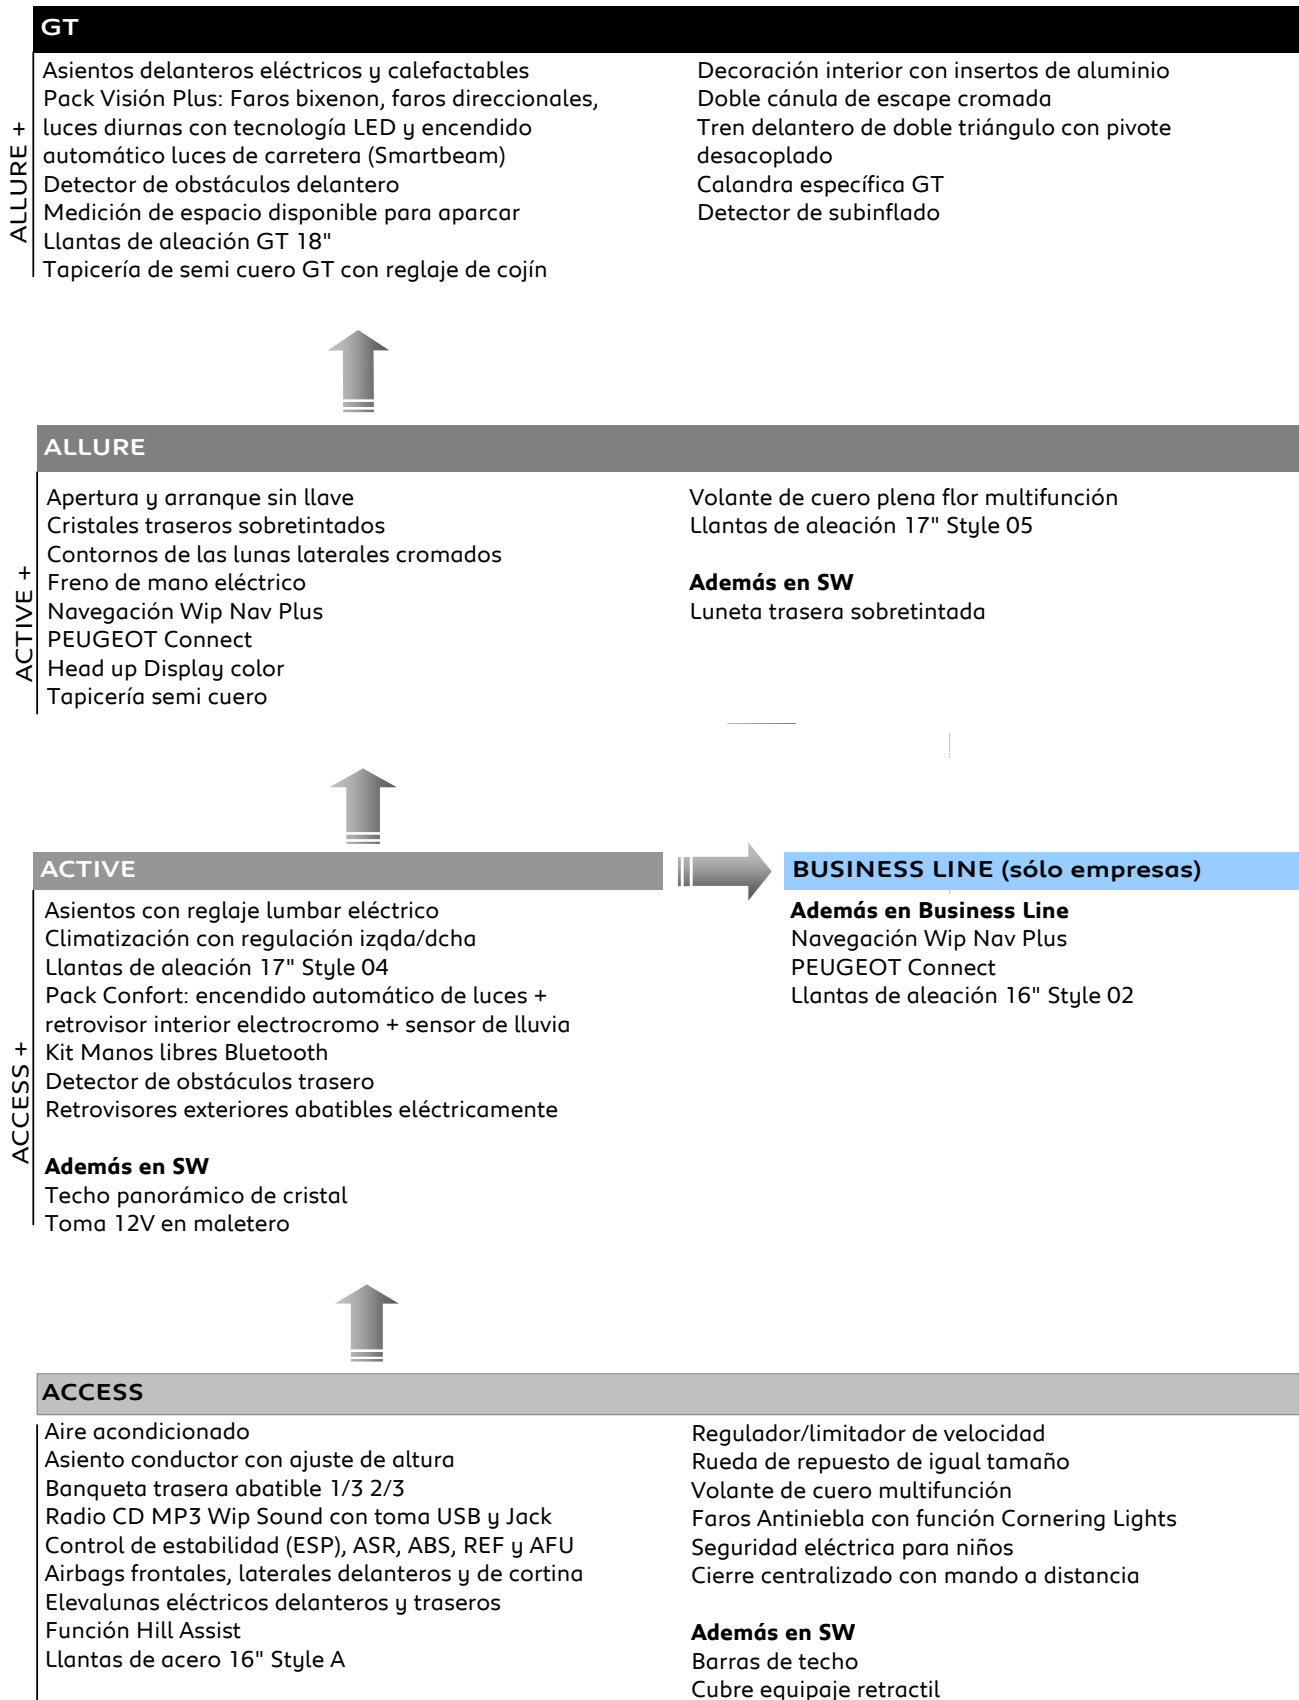 GT
ALLURE +
Asientos delanteros eléctricos y calefactables
Pack Visión Plus: Faros bixenon, faros direccionales,
luces diurnas con tecnología LED y encendido
automático luces de carretera (Smartbeam)
Detector de obstáculos delantero
Medición de espacio disponible para aparcar
Llantas de aleación GT 18"
Tapicería de semi cuero GT con reglaje de cojín
Decoración interior con insertos de aluminio
Doble cánula de escape cromada
Tren delantero de doble triángulo con pivote
desacoplado
Calandra específica GT
Detector de subinflado
ALLURE
ACTIVE +
Apertura y arranque sin llave
Cristales traseros sobretintados
Contornos de las lunas laterales cromados
Freno de mano eléctrico
Navegación Wip Nav Plus
PEUGEOT Connect
Head up Display color
Tapicería semi cuero
Volante de cuero plena flor multifunción
Llantas de aleación 17" Style 05
Además en SW
Luneta trasera sobretintada
ACTIVE
ACCESS +
Asientos con reglaje lumbar eléctrico
Climatización con regulación izqda/dcha
Llantas de aleación 17" Style 04
Pack Confort: encendido automático de luces +
retrovisor interior electrocromo + sensor de lluvia
Kit Manos libres Bluetooth
Detector de obstáculos trasero
Retrovisores exteriores abatibles eléctricamente
Además en SW
Techo panorámico de cristal
Toma 12V en maletero
BUSINESS LINE (sólo empresas)
Además en Business Line
Navegación Wip Nav Plus
PEUGEOT Connect
Llantas de aleación 16" Style 02
ACCESS
Aire acondicionado
Asiento conductor con ajuste de altura
Banqueta trasera abatible 1/3 2/3
Radio CD MP3 Wip Sound con toma USB y Jack
Control de estabilidad (ESP), ASR, ABS, REF y AFU
Airbags frontales, laterales delanteros y de cortina
Elevalunas eléctricos delanteros y traseros
Función Hill Assist
Llantas de acero 16" Style A
Regulador/limitador de velocidad
Rueda de repuesto de igual tamaño
Volante de cuero multifunción
Faros Antiniebla con función Cornering Lights
Seguridad eléctrica para niños
Cierre centralizado con mando a distancia
Además en SW
Barras de techo
Cubre equipaje retractil